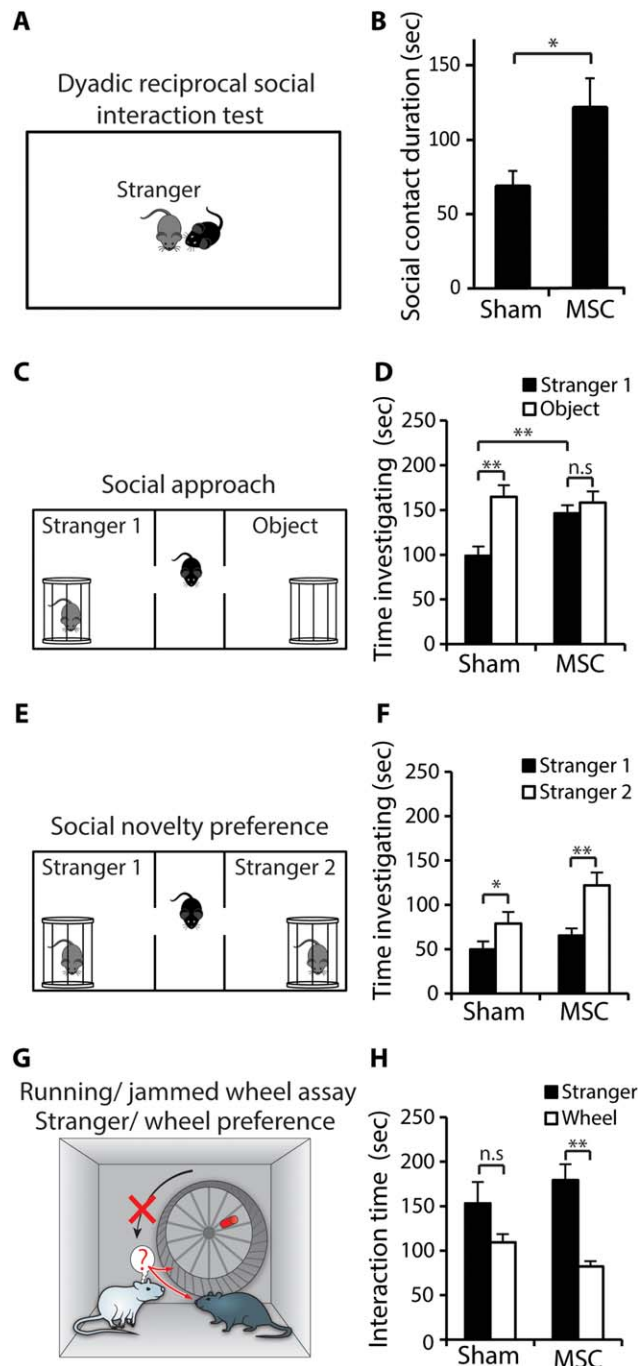 A
Dyadic reciprocal social
interaction test
Stranger
B
Social contact duration (sec)
150
100
50
0
*
Sham MSC
C
Social approach
Stranger 1 Object
D
Stranger 1
Object
Time investigating (sec)
250
200
150
100
50
0
**
**
n.s
Sham MSC
E
Social novelty preference
Stranger 1 Stranger 2
F
Stranger 1
Stranger 2
Time investigating (sec)
250
200
150
100
50
0
*
**
Sham MSC
G
Running/ jammed wheel assay
Stranger/ wheel preference
?
H
Stranger
Wheel
Interaction time (sec)
250
200
150
100
50
0
n.s
**
Sham MSC